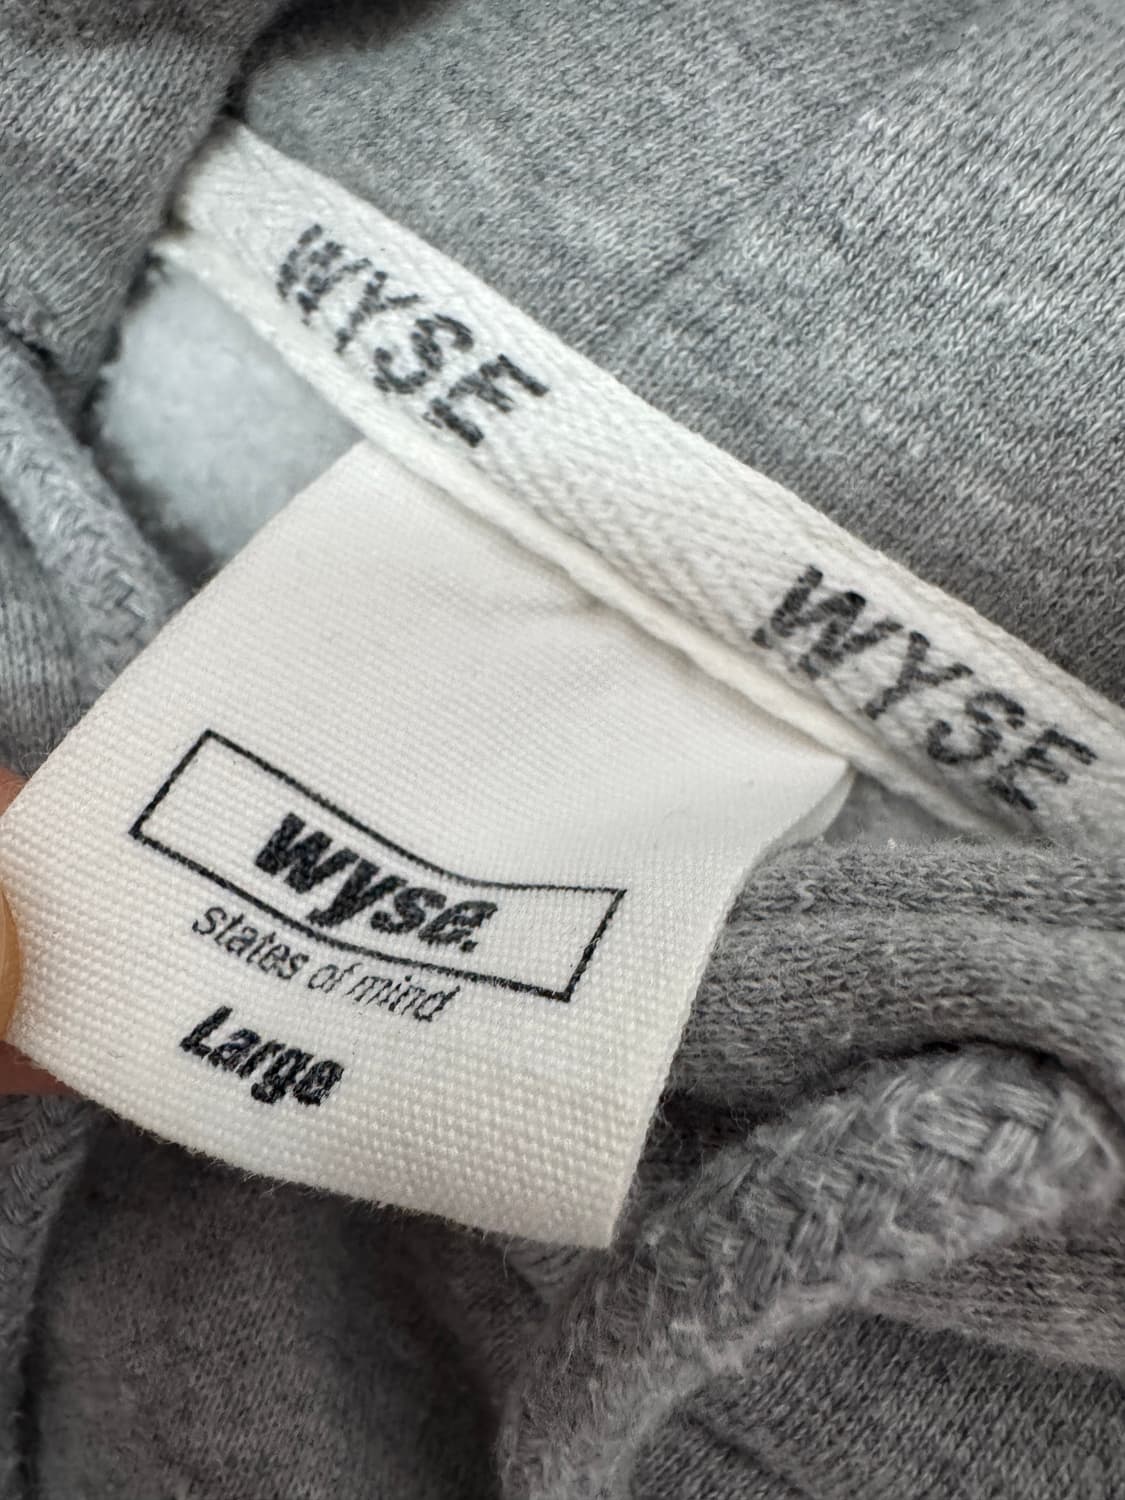 WYSE
WYSE
wyse.
states of mind
Large